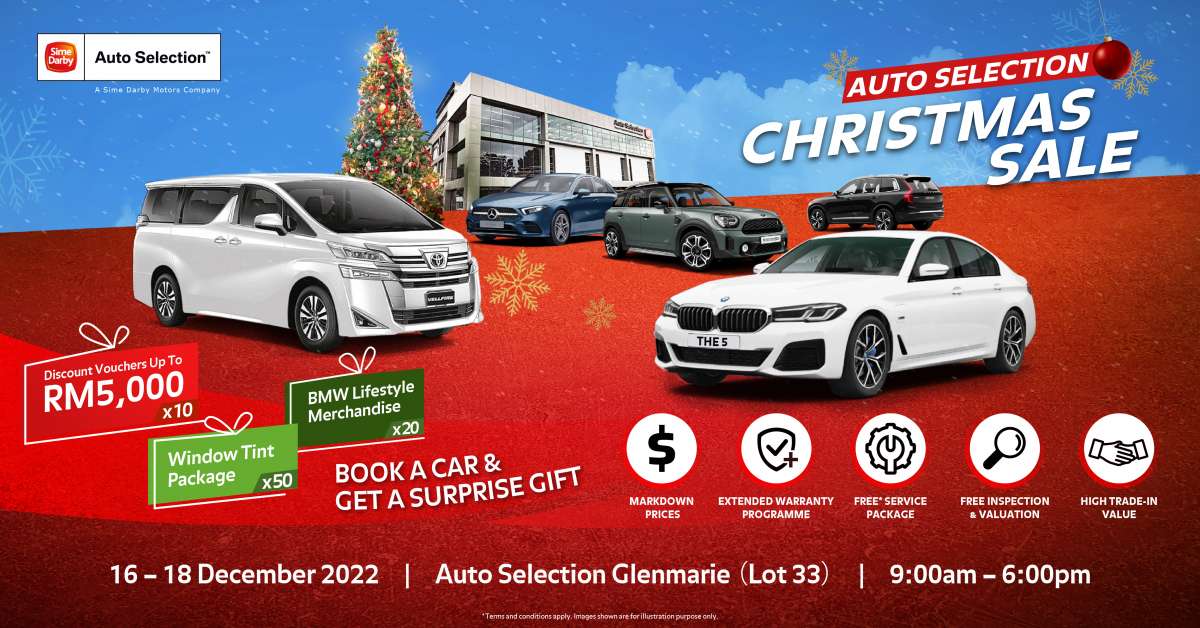 Sime
Darby
Auto Selection™
A Sime Darby Motors Company
AUTO SELECTION
CHRISTMAS
SALE
Auto Selection
VELLFIRE
THE 5
Discount Vouchers Up To
RM5,000
x10
BMW Lifestyle
Merchandise
x20
Window Tint
Package
x50
BOOK A CAR &
GET A SURPRISE GIFT
MARKDOWN
PRICES
EXTENDED WARRANTY
PROGRAMME
FREE* SERVICE
PACKAGE
FREE INSPECTION
& VALUATION
HIGH TRADE-IN
VALUE
16 – 18 December 2022 | Auto Selection Glenmarie (Lot 33) | 9:00am – 6:00pm
*Terms and conditions apply. Images shown are for illustration purpose only.